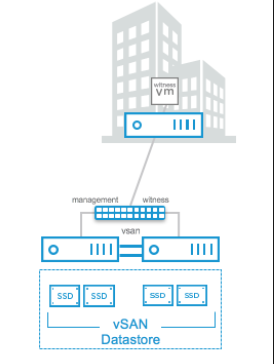 witness
vm
management witness
vsan
SSD SSD SSD SSD
vSAN
Datastore